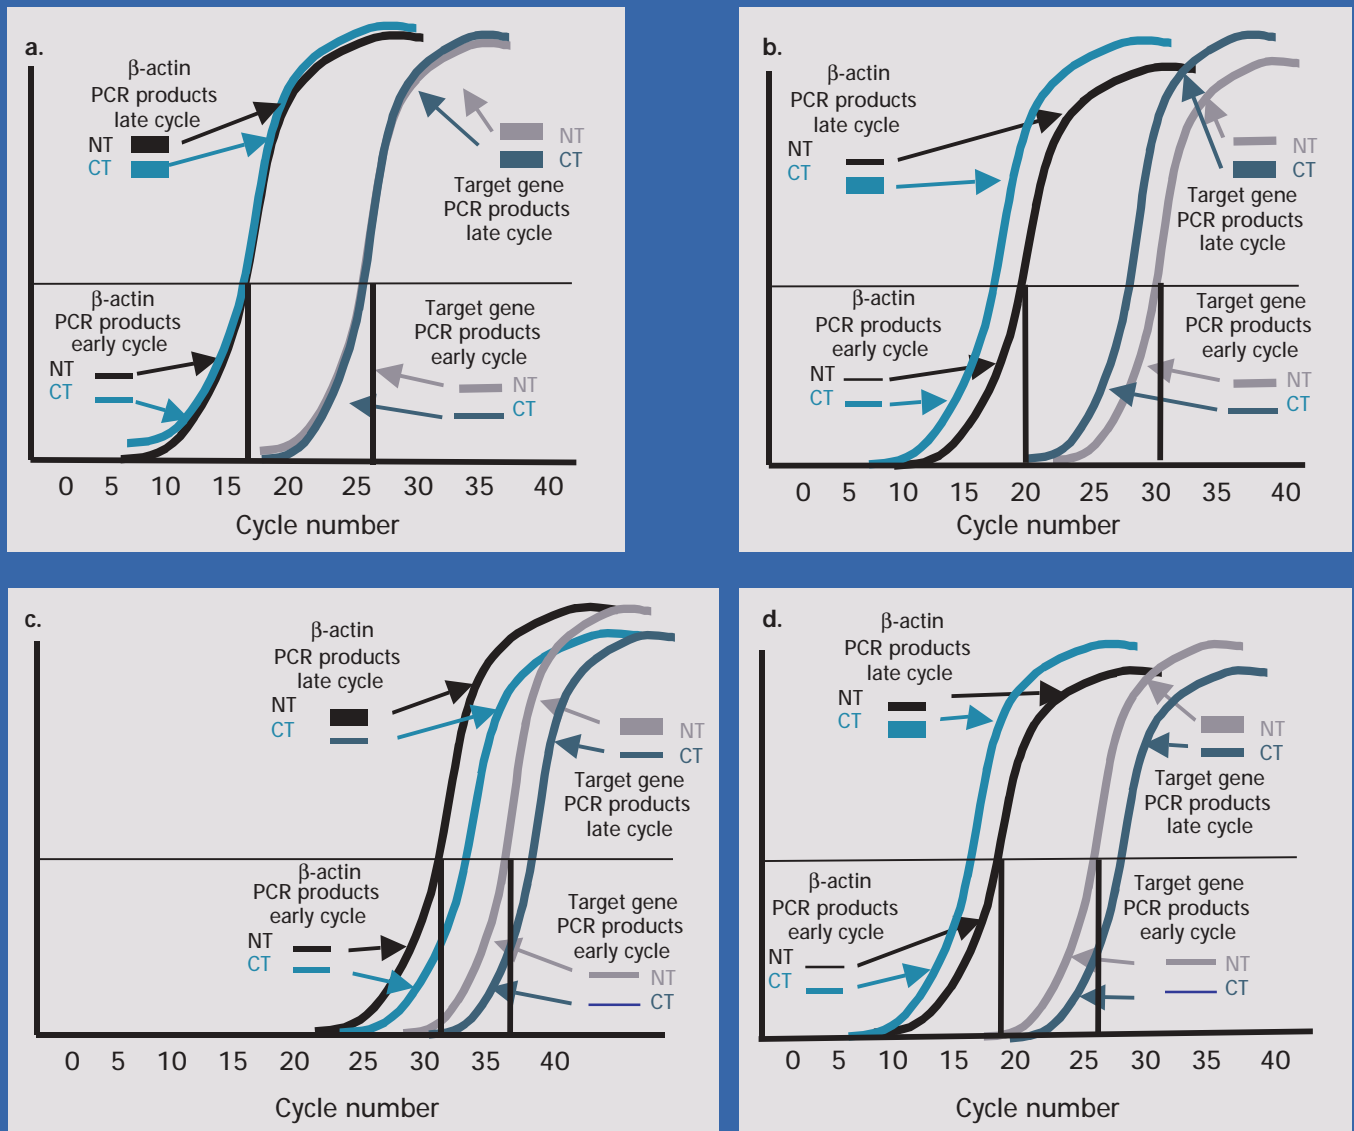 a.
β-actin
PCR products
late cycle
NT
CT
NT
CT
Target gene
PCR products
late cycle
β-actin
PCR products
early cycle
NT
CT
Target gene
PCR products
early cycle
NT
CT
0 5 10 15 20 25 30 35 40
Cycle number
b.
β-actin
PCR products
late cycle
NT
CT
NT
CT
Target gene
PCR products
late cycle
β-actin
PCR products
early cycle
NT
CT
Target gene
PCR products
early cycle
NT
CT
0 5 10 15 20 25 30 35 40
Cycle number
c.
β-actin
PCR products
late cycle
NT
CT
NT
CT
Target gene
PCR products
late cycle
β-actin
PCR products
early cycle
NT
CT
Target gene
PCR products
early cycle
NT
CT
0 5 10 15 20 25 30 35 40
Cycle number
d.
β-actin
PCR products
late cycle
NT
CT
NT
CT
Target gene
PCR products
late cycle
β-actin
PCR products
early cycle
NT
CT
Target gene
PCR products
early cycle
NT
CT
0 5 10 15 20 25 30 35 40
Cycle number